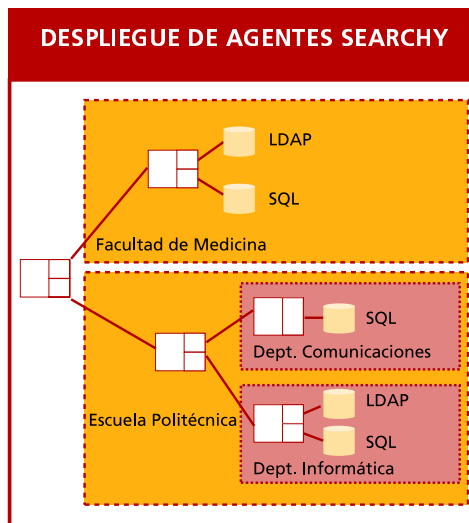 DESPLIEGUE DE AGENTES SEARCHY
LDAP
SQL
Facultad de Medicina
SQL
Dept. Comunicaciones
LDAP
Escuela Politécnica
SQL
Dept. Informática